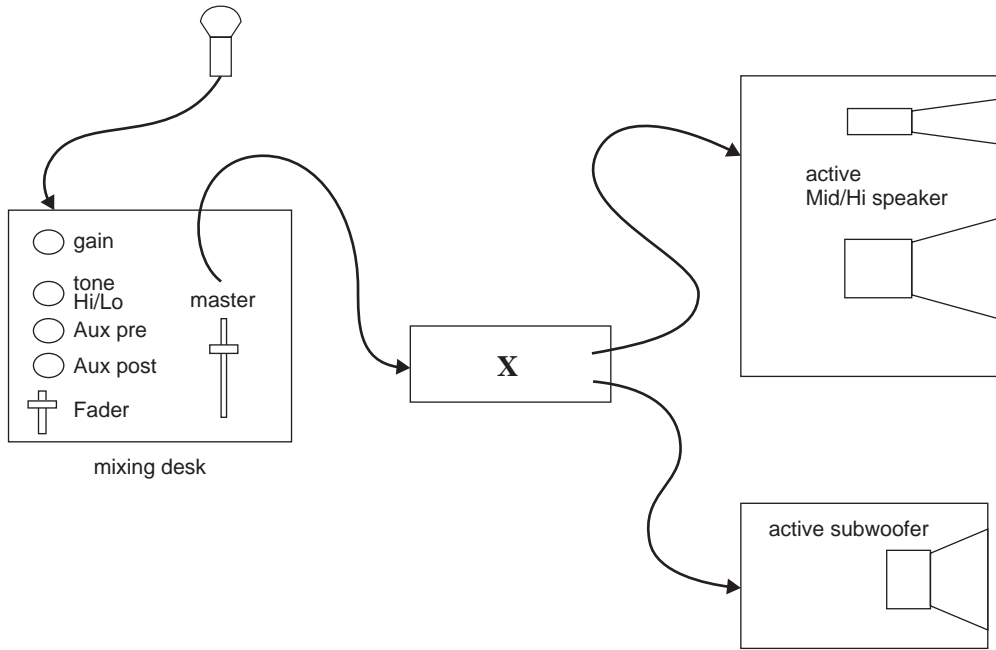 gain
tone
Hi/Lo
Aux pre
Aux post
Fader
master
mixing desk
X
active
Mid/Hi speaker
active subwoofer